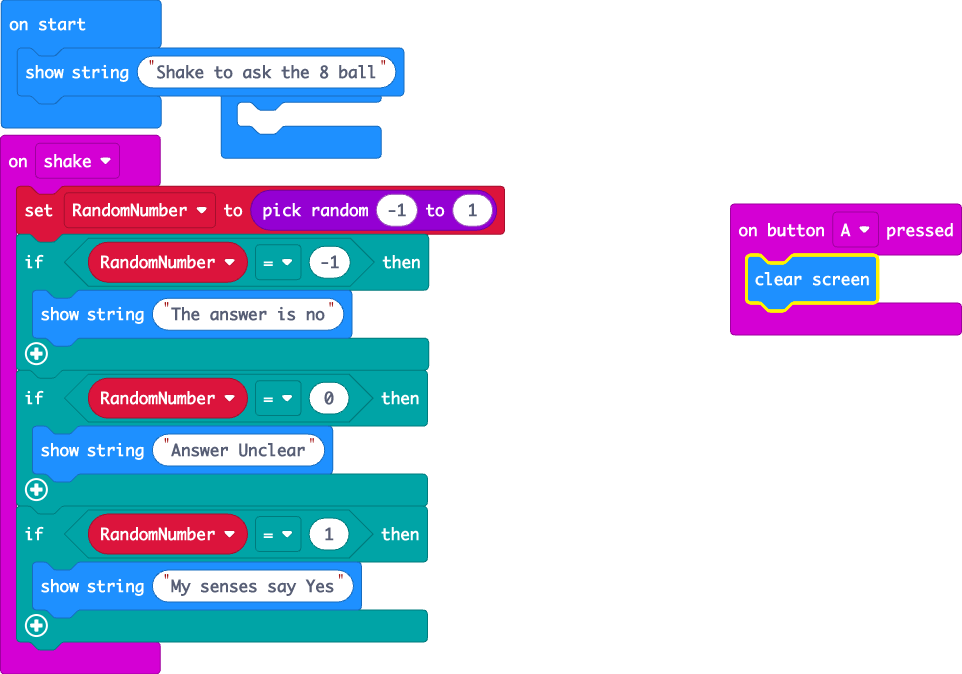 on start
show string "Shake to ask the 8 ball"
on shake
set RandomNumber to pick random -1 to 1
if RandomNumber = -1 then
show string "The answer is no"
if RandomNumber = 0 then
show string "Answer Unclear"
if RandomNumber = 1 then
show string "My senses say Yes"
on button A pressed
clear screen